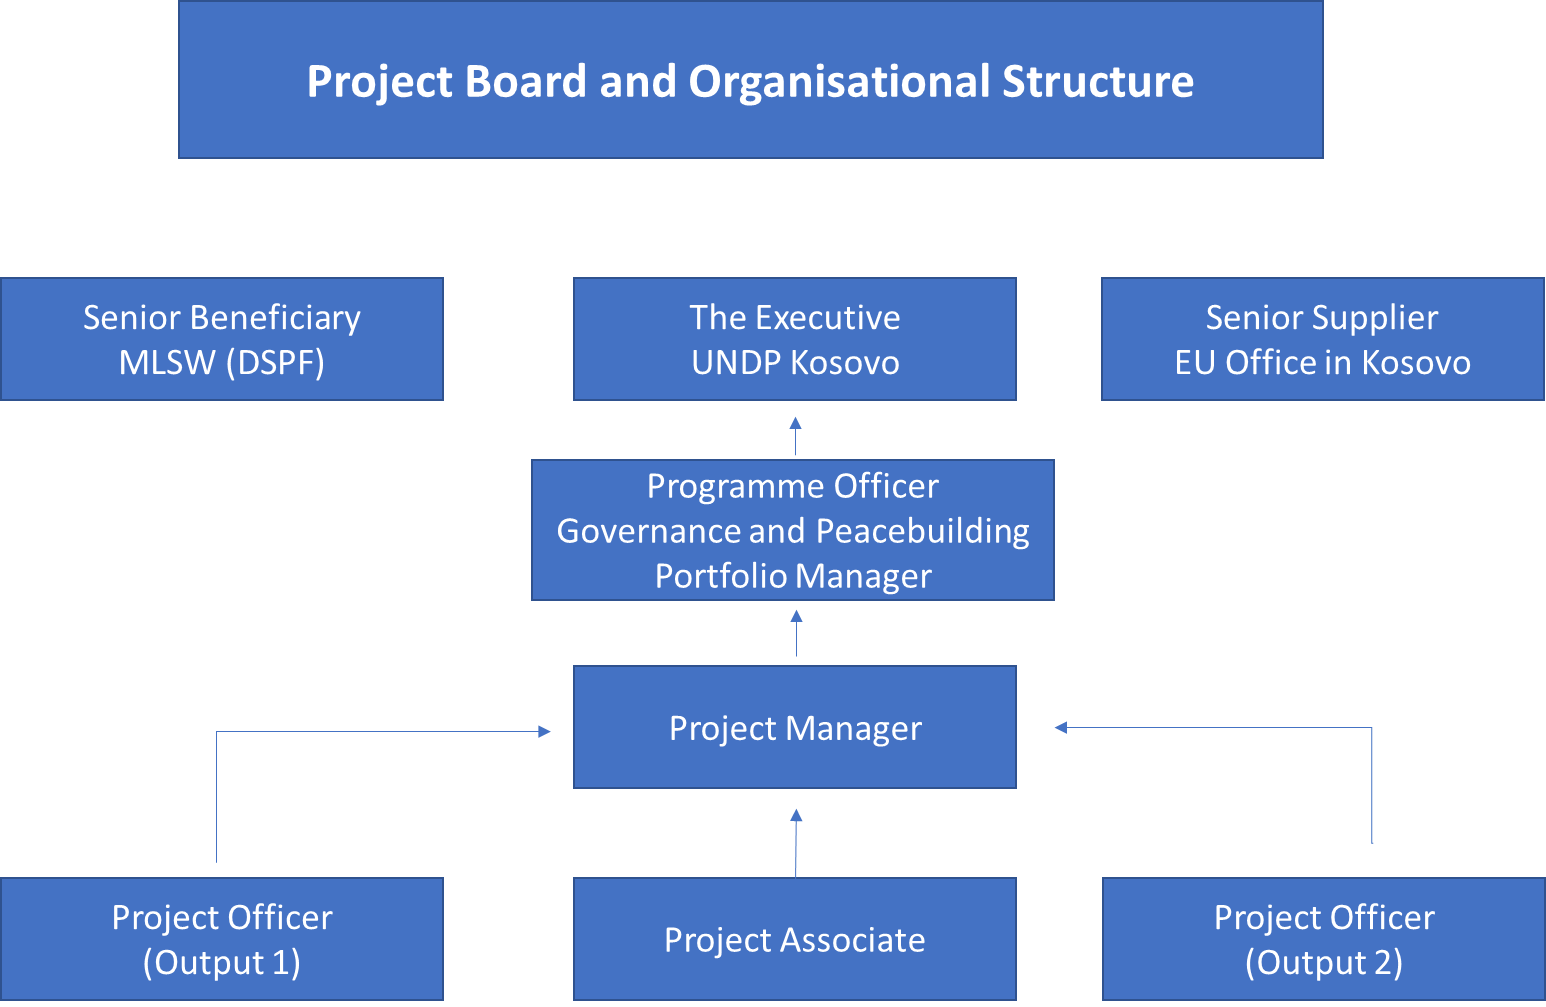 Project Board and Organisational Structure
Senior Beneficiary
MLSW (DSPF)
The Executive
UNDP Kosovo
Senior Supplier
EU Office in Kosovo
Programme Officer
Governance and Peacebuilding
Portfolio Manager
Project Manager
Project Officer
(Output 1)
Project Associate
Project Officer
(Output 2)